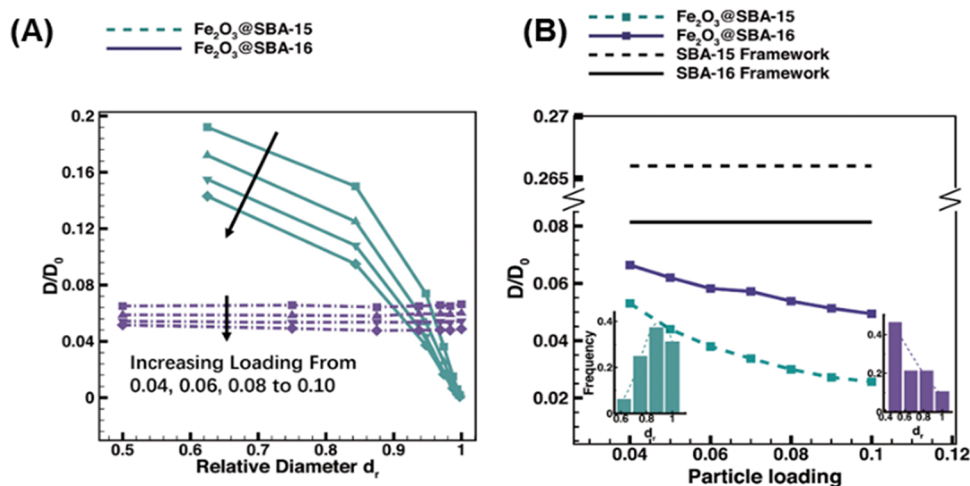 (A)
Fe₂O₃@SBA-15
Fe₂O₃@SBA-16
D/D₀
0.2
0.16
0.12
0.08
0.04
0
Increasing Loading From
0.04, 0.06, 0.08 to 0.10
0.5
0.6
0.7
0.8
0.9
1
Relative Diameter dᵣ
(B)
Fe₂O₃@SBA-15
Fe₂O₃@SBA-16
SBA-15 Framework
SBA-16 Framework
D/D₀
0.27
0.265
0.08
0.06
0.04
0.02
Frequency
0.4
0.2
0
0.6
0.8
1
dᵣ
0.4
0.2
0
0.4
0.6
0.8
1
dᵣ
0.04
0.06
0.08
0.1
0.12
Particle loading